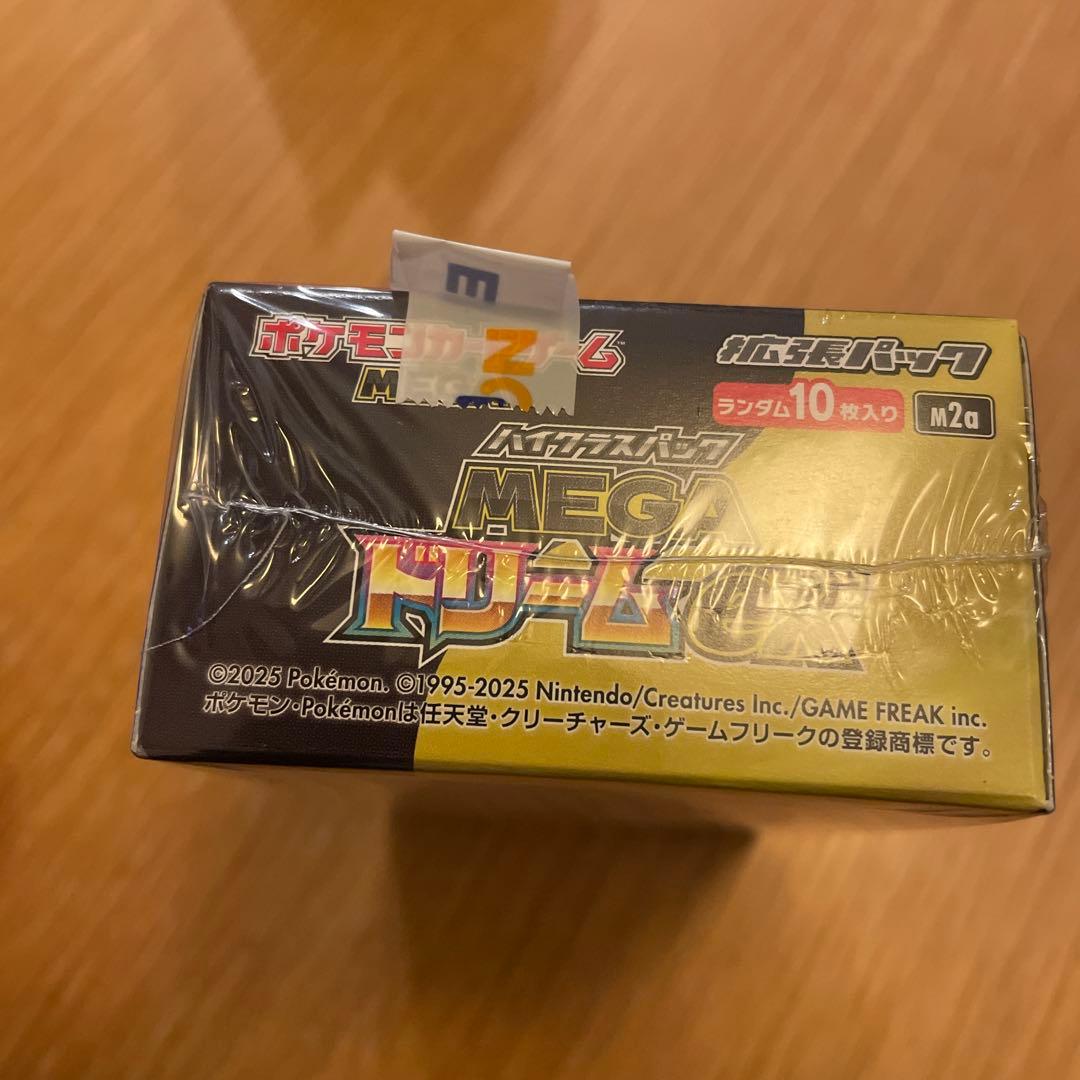 E
NG
ポケモンカードゲーム
MEGA
拡張パック
ランダム10枚入り
M2a
ハイクラスパック
MEGA
ドリームex
©2025 Pokémon. ©1995-2025 Nintendo/Creatures Inc./GAME FREAK inc.
ポケモン・Pokémonは任天堂・クリーチャーズ・ゲームフリークの登録商標です。